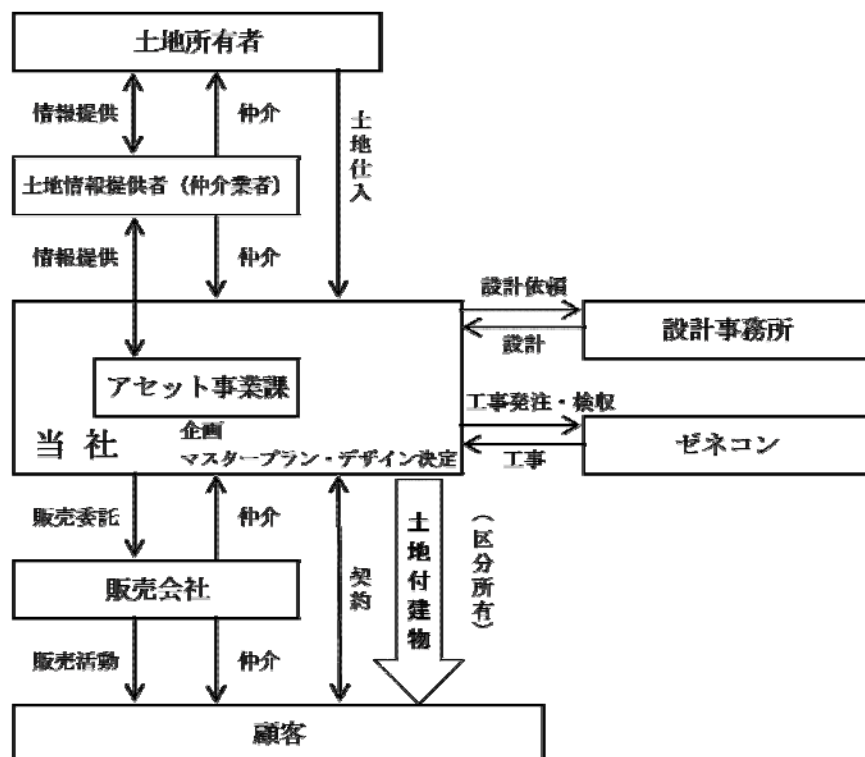 土地所有者
情報提供
仲介
土地仕入
土地情報提供者（仲介業者）
情報提供
仲介
設計依頼
設計事務所
設計
アセット事業課
工事発注・検収
企画
当社
マスタープラン・デザイン決定
ゼネコン
工事
販売委託
仲介
契約
土地付建物
（区分所有）
販売会社
販売活動
仲介
顧客